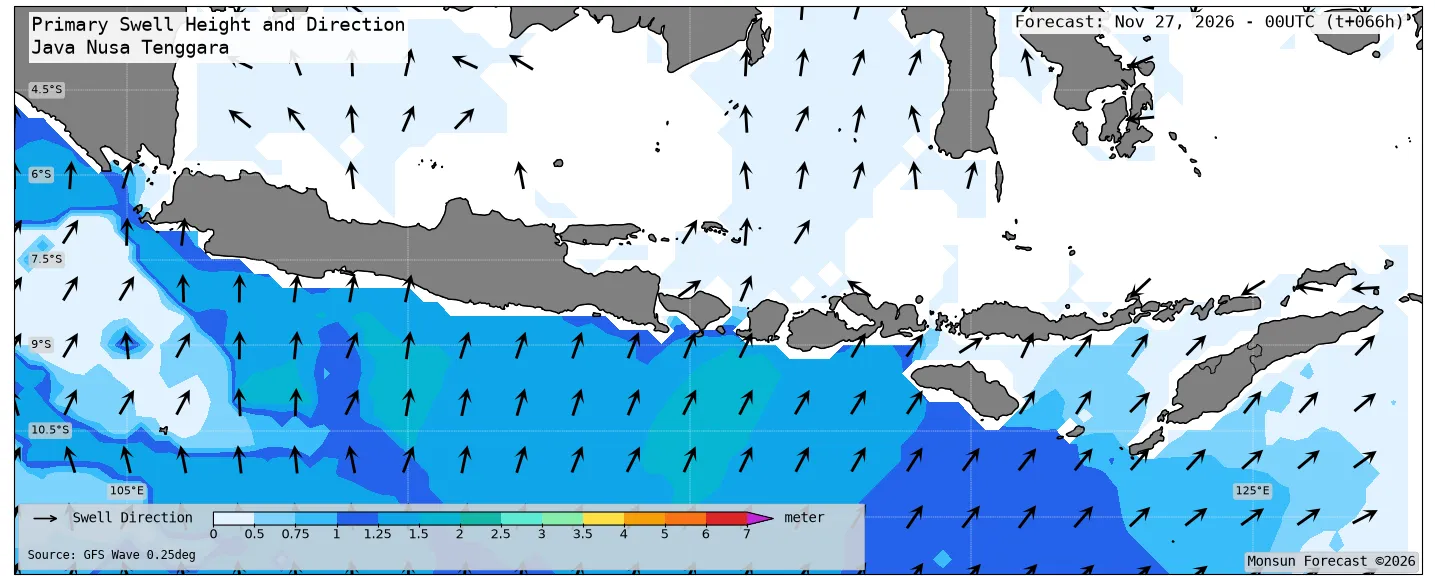 Primary Swell Height and Direction
Java Nusa Tenggara
Forecast: Nov 27, 2026 - 00UTC (t+066h)
4.5°S
6°S
7.5°S
9°S
10.5°S
105°E
125°E
Swell Direction
0 0.5 0.75 1 1.25 1.5 2 2.5 3 3.5 4 5 6 7
meter
Source: GFS Wave 0.25deg
Monsun Forecast ©2026